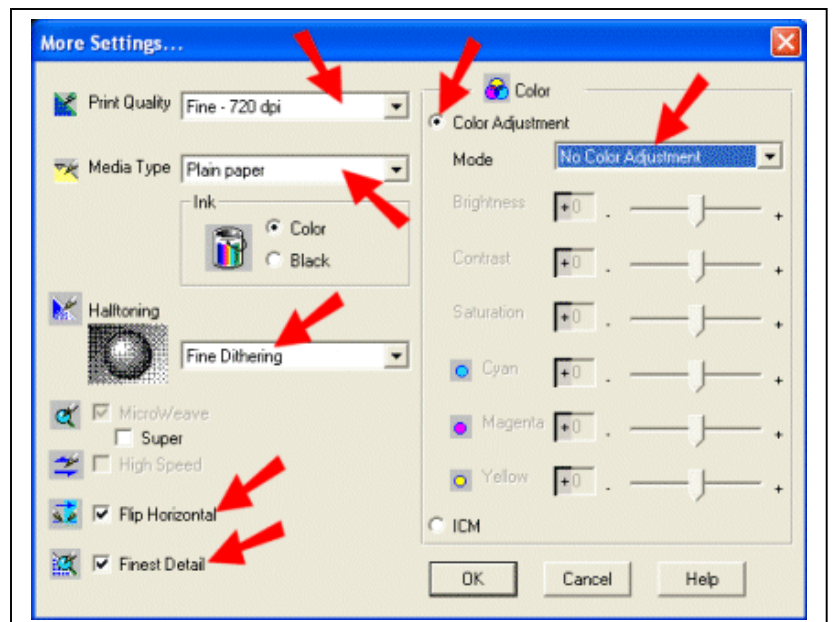 More Settings...
Print Quality
Fine - 720 dpi
Media Type
Plain paper
Ink
Color
Black
Halftoning
Fine Dithering
MicroWeave
Super
High Speed
Flip Horizontal
Finest Detail
Color
Color Adjustment
Mode
No Color Adjustment
Brightness
+0
- +
Contrast
+0
- +
Saturation
+0
- +
Cyan
+0
- +
Magenta
+0
- +
Yellow
+0
- +
ICM
OK
Cancel
Help